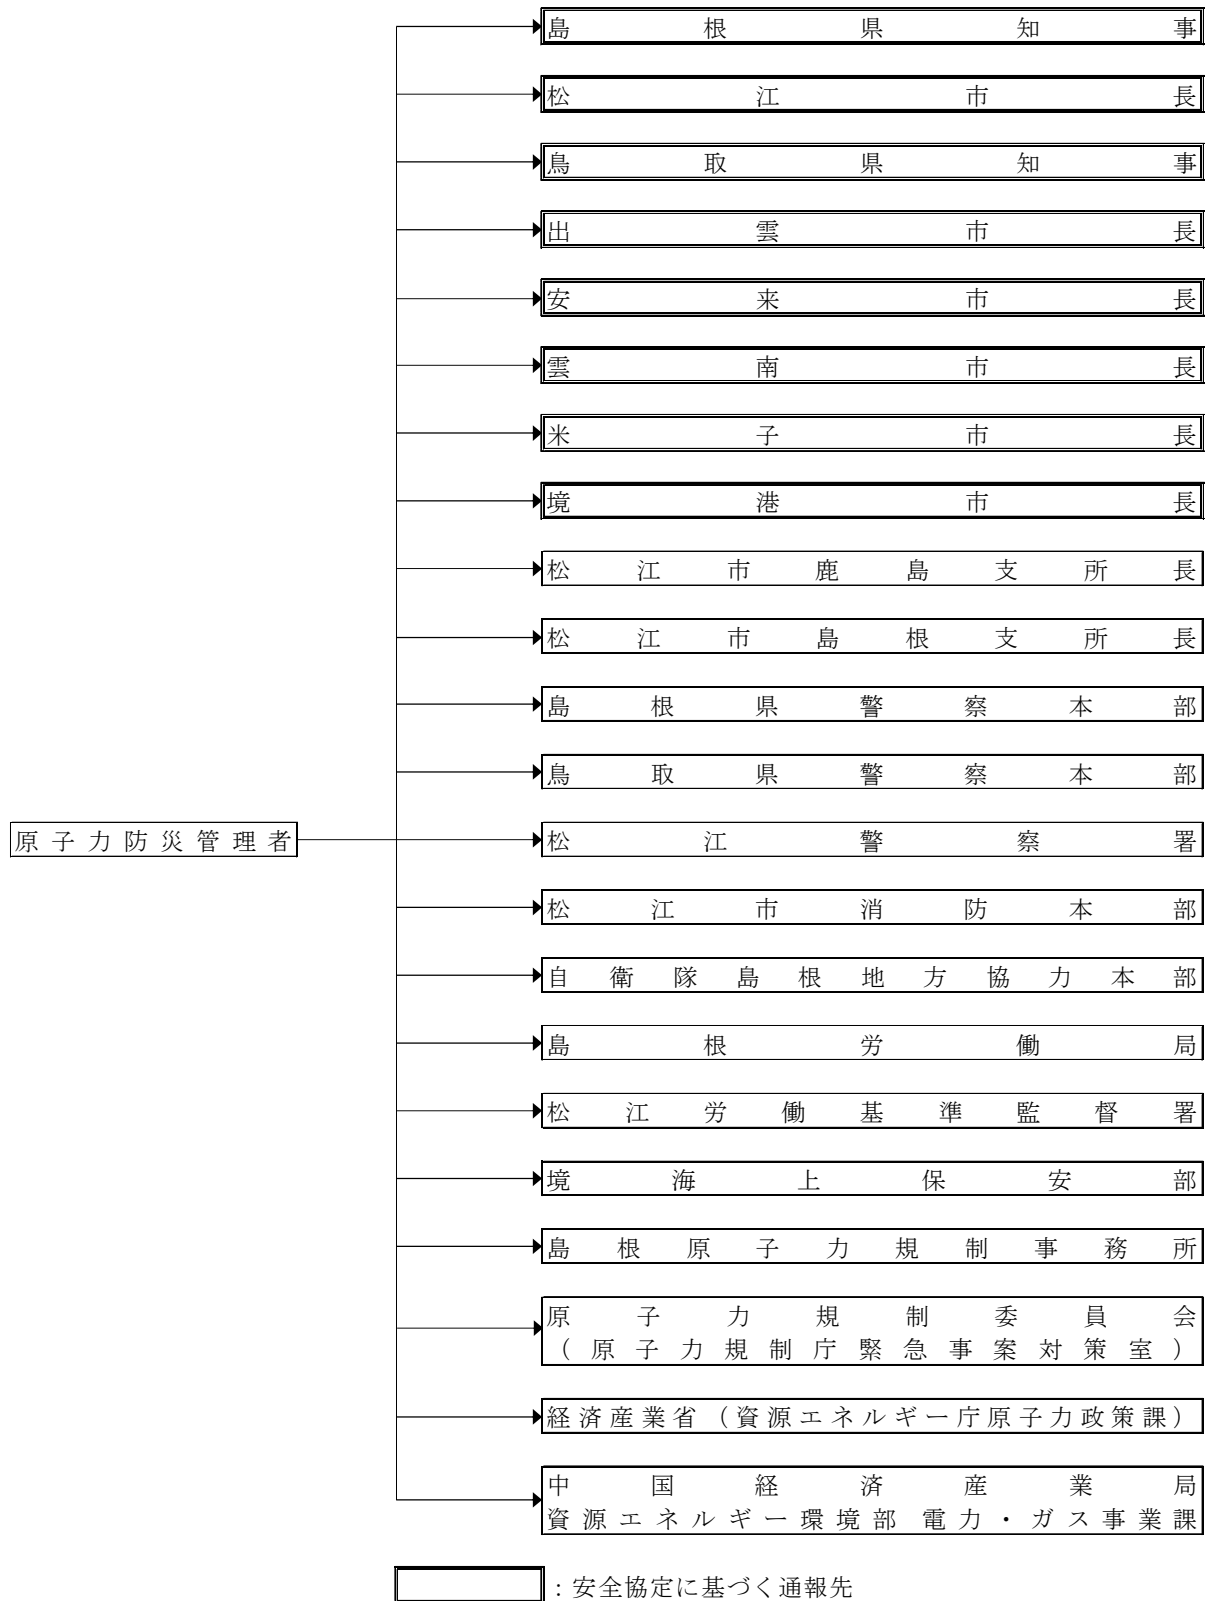 島根県知事
松江市長
鳥取県知事
出雲市長
安来市長
雲南市長
米子市長
境港市長
松江市鹿島支所長
松江市島根支所長
島根県警察本部
鳥取県警察本部
原子力防災管理者
松江警察署
松江市消防本部
自衛隊島根地方協力本部
島根労働局
松江労働基準監督署
境海上保安部
島根原子力規制事務所
原子力規制委員会
（原子力規制庁緊急事案対策室）
経済産業省（資源エネルギー庁原子力政策課）
中国経済産業局
資源エネルギー環境部 電力・ガス事業課
：安全協定に基づく通報先